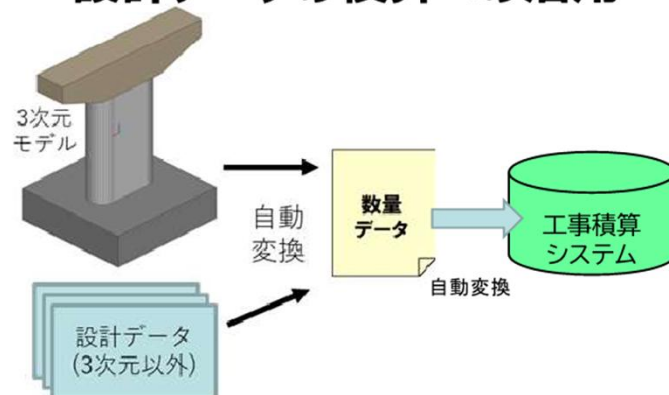 3次元
モデル
自動
変換
数量
データ
工事積算
システム
自動変換
設計データ
(3次元以外)